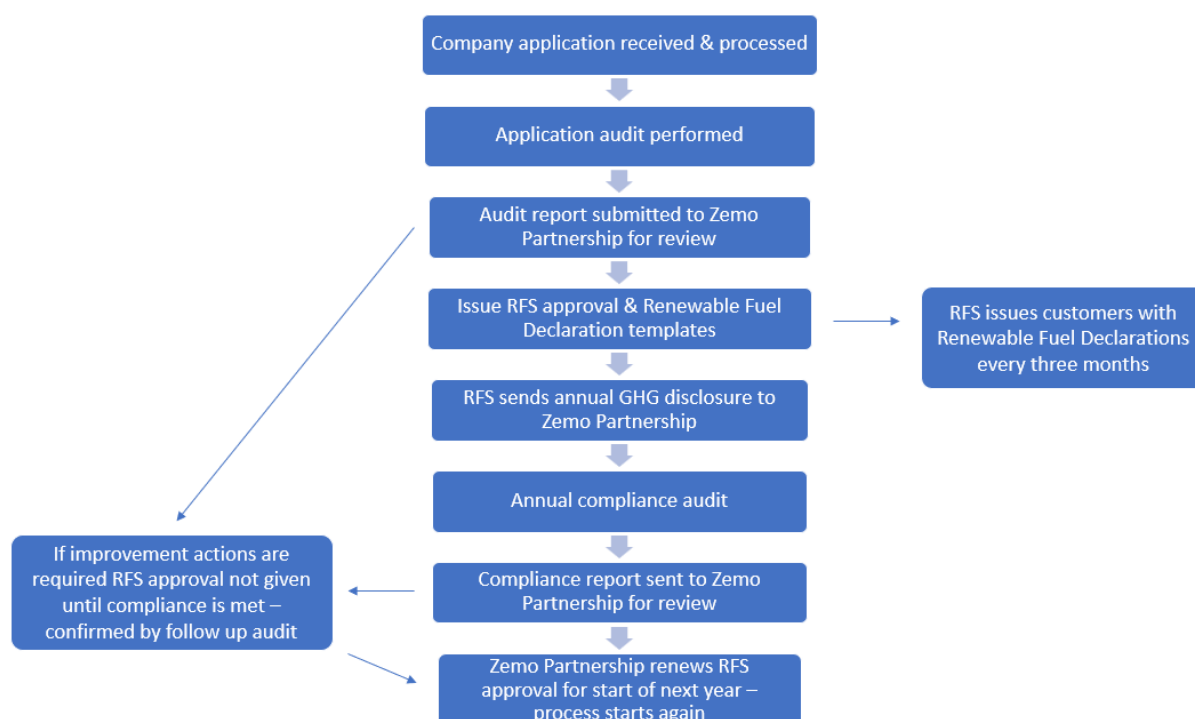 Company application received & processed
Application audit performed
Audit report submitted to Zemo
Partnership for review
Issue RFS approval & Renewable Fuel
Declaration templates
RFS issues customers with
Renewable Fuel Declarations
every three months
RFS sends annual GHG disclosure to
Zemo Partnership
Annual compliance audit
If improvement actions are
required RFS approval not given
until compliance is met –
confirmed by follow up audit
Compliance report sent to Zemo
Partnership for review
Zemo Partnership renews RFS
approval for start of next year –
process starts again